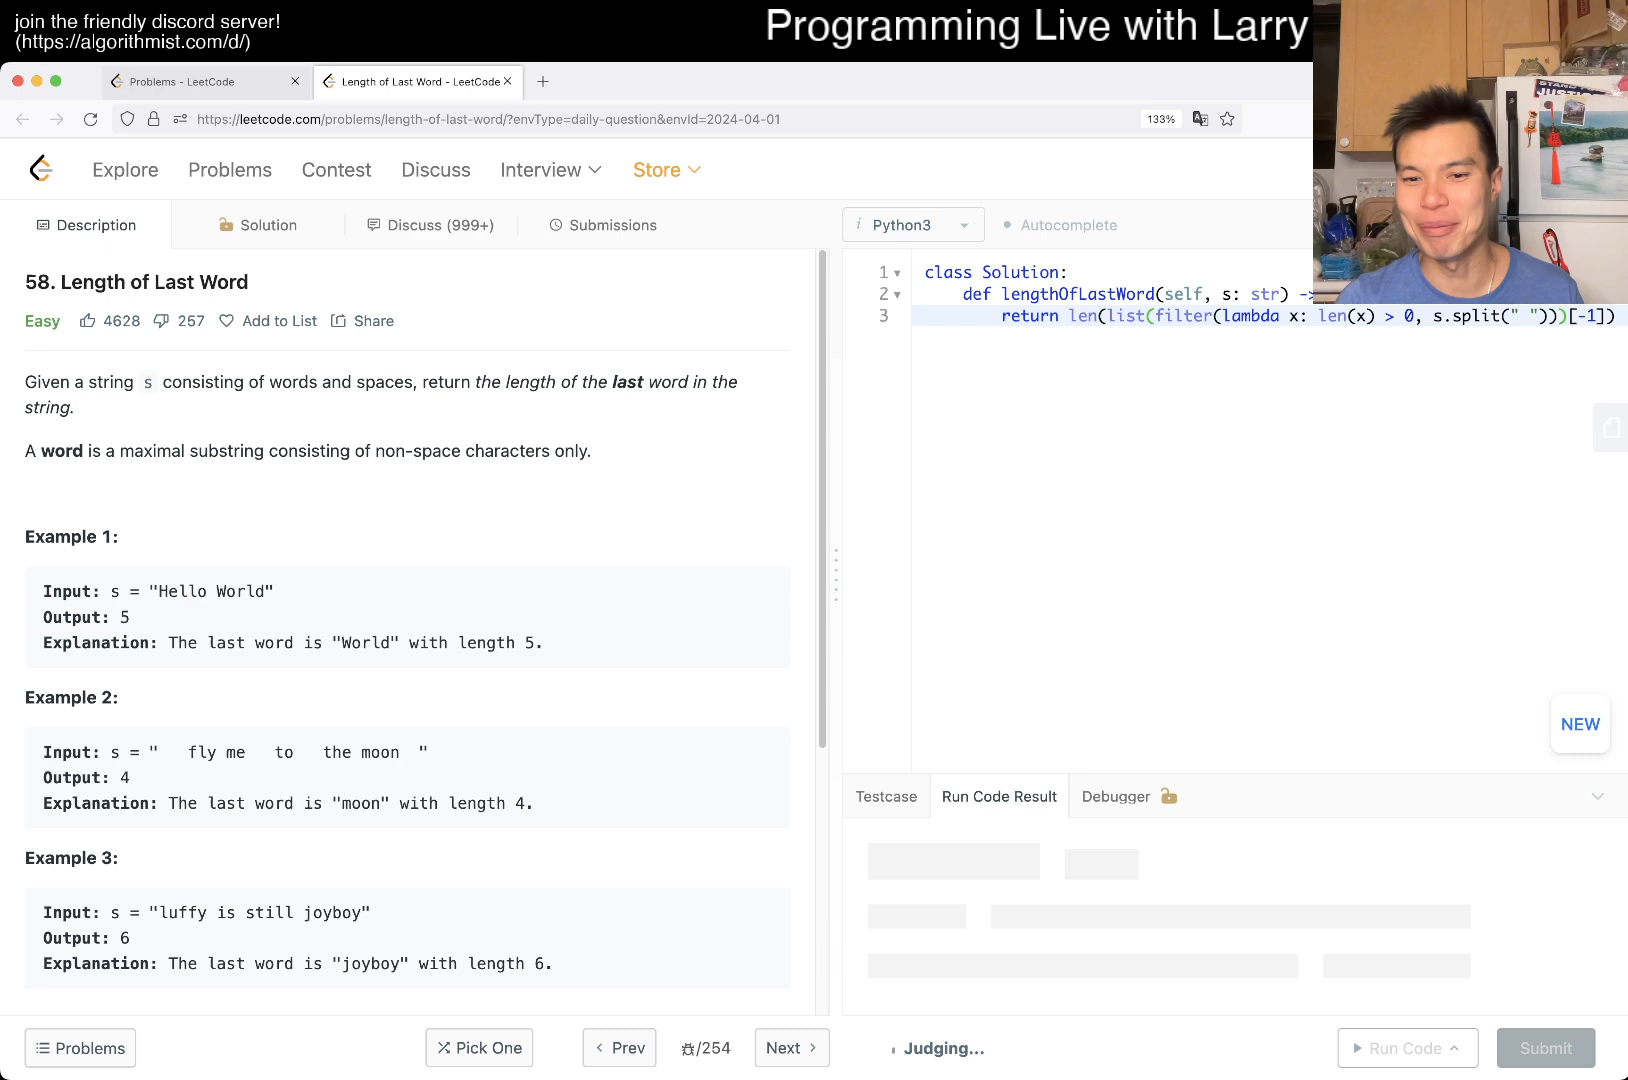 join the friendly discord server!
(https://algorithmist.com/d/)
Programming Live with Larry
Problems - LeetCode
Length of Last Word - LeetCode
https://leetcode.com/problems/length-of-last-word/?envType=daily-question&envId=2024-04-01
133%
Explore Problems Contest Discuss Interview Store
Description Solution Discuss (999+) Submissions
58. Length of Last Word
Easy 4628 257 Add to List Share
Given a string s consisting of words and spaces, return the length of the last word in the
string.
A word is a maximal substring consisting of non-space characters only.
Example 1:
Input: s = "Hello World"
Output: 5
Explanation: The last word is "World" with length 5.
Example 2:
Input: s = "   fly me   to   the moon  "
Output: 4
Explanation: The last word is "moon" with length 4.
Example 3:
Input: s = "luffy is still joyboy"
Output: 6
Explanation: The last word is "joyboy" with length 6.
Problems Pick One Prev /254 Next
i Python3 Autocomplete
1 class Solution:
2 def lengthOfLastWord(self, s: str) ->
3 return len(list(filter(lambda x: len(x) > 0, s.split(" ")))[-1])
NEW
Testcase Run Code Result Debugger
Judging... Run Code Submit